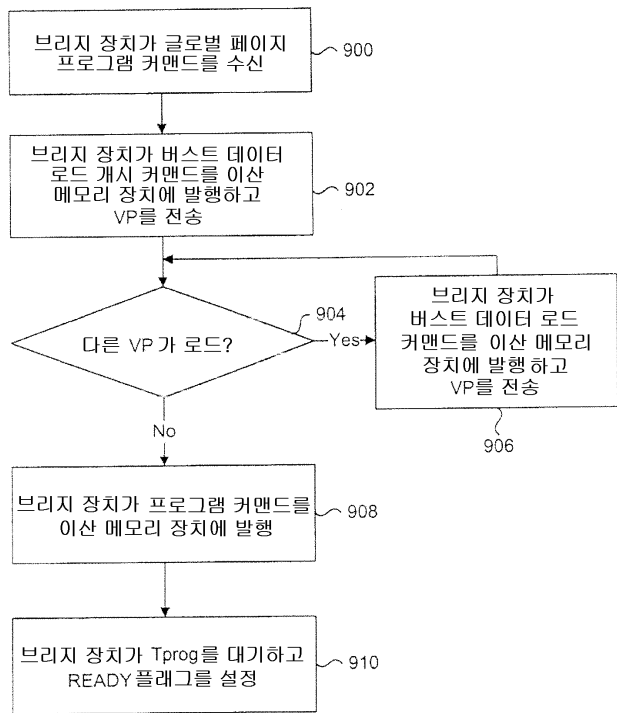 브리지 장치가 글로벌 페이지
프로그램 커맨드를 수신
900
브리지 장치가 버스트 데이터
로드 개시 커맨드를 이산
메모리 장치에 발행하고
VP를 전송
902
다른 VP가 로드?
904
Yes
브리지 장치가
버스트 데이터 로드
커맨드를 이산 메모리
장치에 발행하고
VP를 전송
906
No
브리지 장치가 프로그램 커맨드를
이산 메모리 장치에 발행
908
브리지 장치가 Tprog를 대기하고
READY플래그를 설정
910